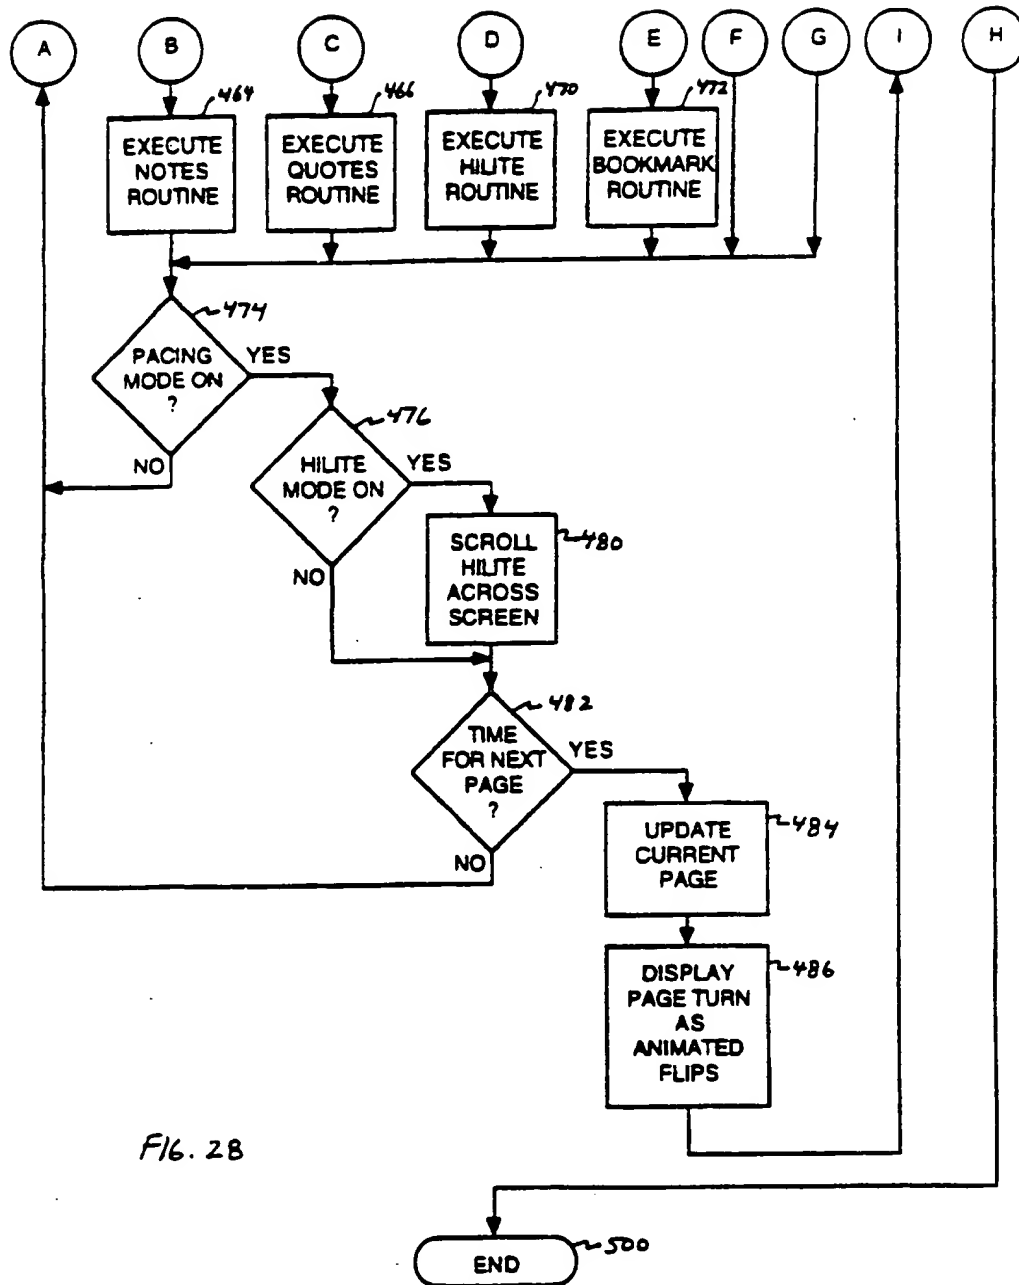 A
B
C
D
E
F
G
I
H
464
466
470
472
EXECUTE
NOTES
ROUTINE
EXECUTE
QUOTES
ROUTINE
EXECUTE
HILITE
ROUTINE
EXECUTE
BOOKMARK
ROUTINE
474
PACING
MODE ON
?
YES
NO
476
HILITE
MODE ON
?
YES
NO
480
SCROLL
HILITE
ACROSS
SCREEN
482
TIME
FOR NEXT
PAGE
?
YES
NO
484
UPDATE
CURRENT
PAGE
486
DISPLAY
PAGE TURN
AS
ANIMATED
FLIPS
FIG. 28
500
END